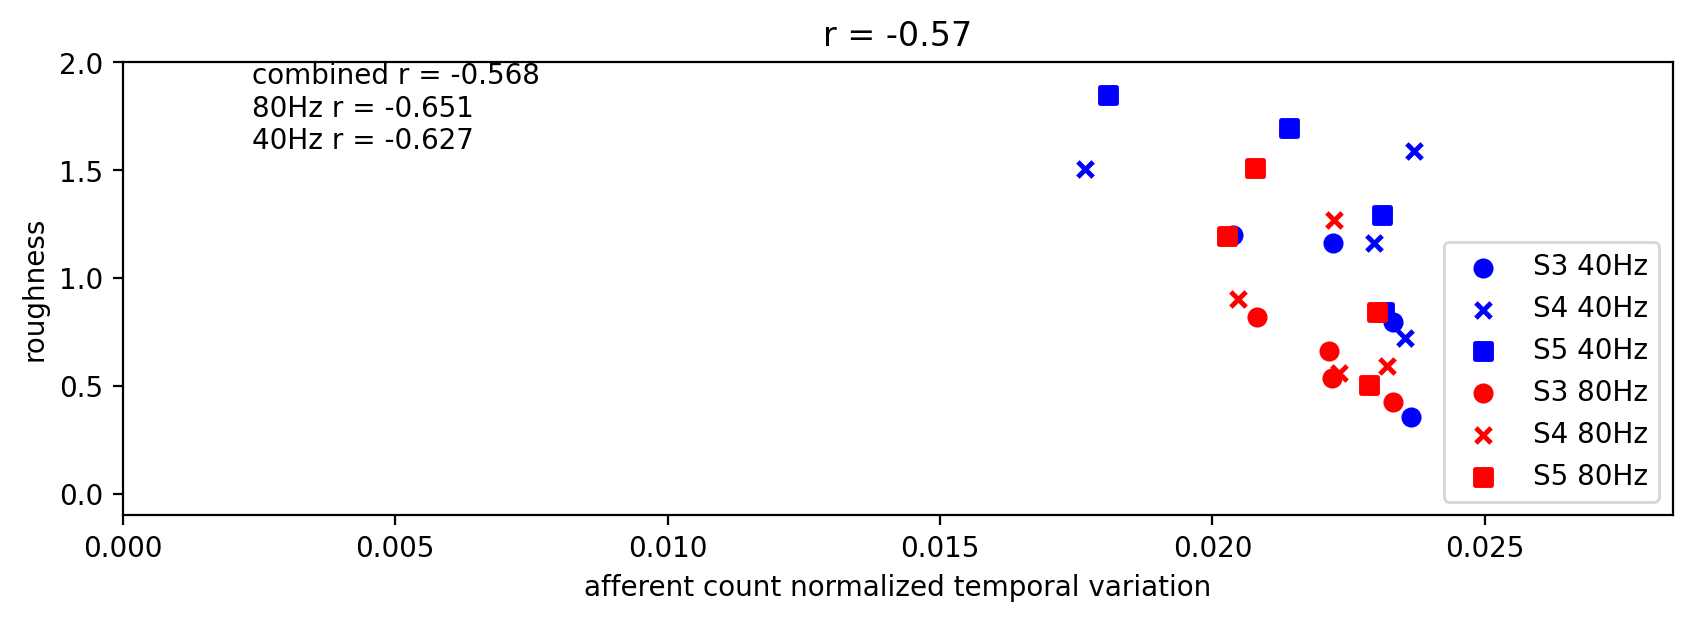 r = -0.57
combined r = -0.568
80Hz r = -0.651
40Hz r = -0.627
2.0
1.5
1.0
0.5
0.0
roughness
S3 40Hz
S4 40Hz
S5 40Hz
S3 80Hz
S4 80Hz
S5 80Hz
0.000 0.005 0.010 0.015 0.020 0.025
afferent count normalized temporal variation